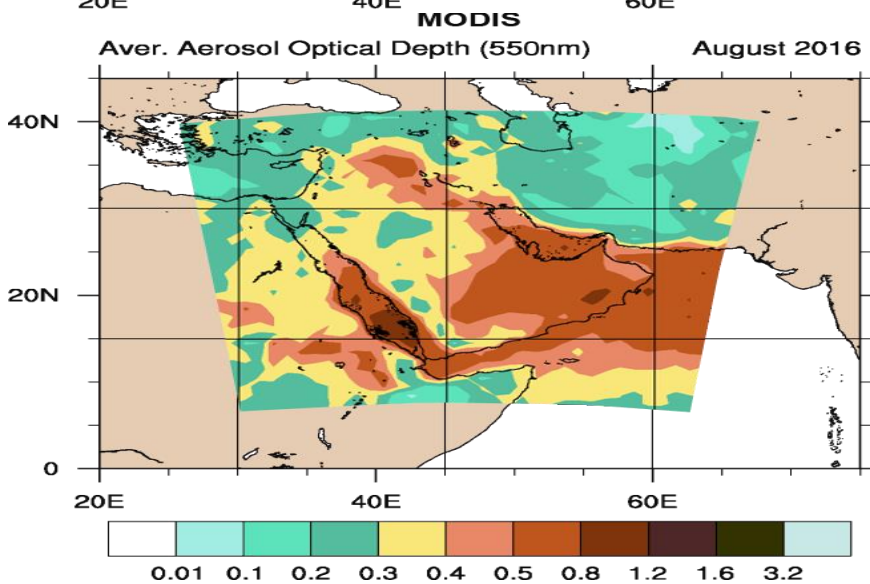 20E 40E 60E
MODIS
Aver. Aerosol Optical Depth (550nm) August 2016
40N
20N
0
20E 40E 60E
0.01 0.1 0.2 0.3 0.4 0.5 0.8 1.2 1.6 3.2